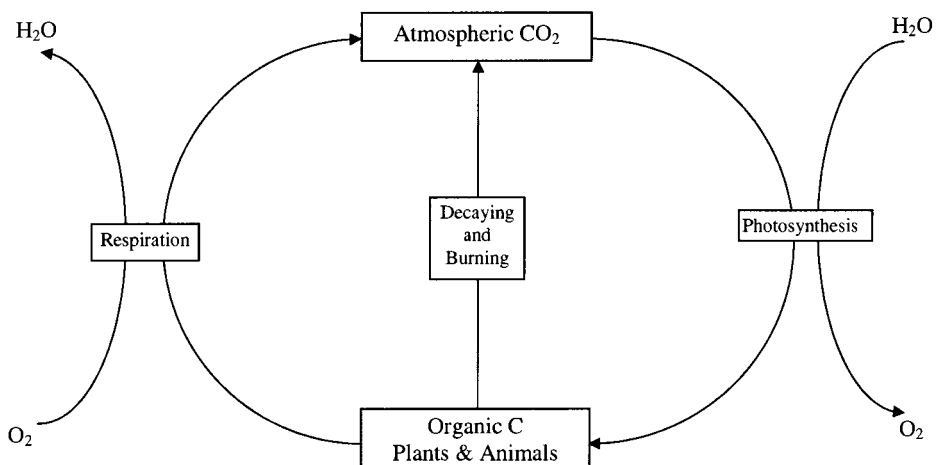 H₂O
Atmospheric CO₂
H₂O
Respiration
Decaying
and
Burning
Photosynthesis
O₂
Organic C
Plants & Animals
O₂